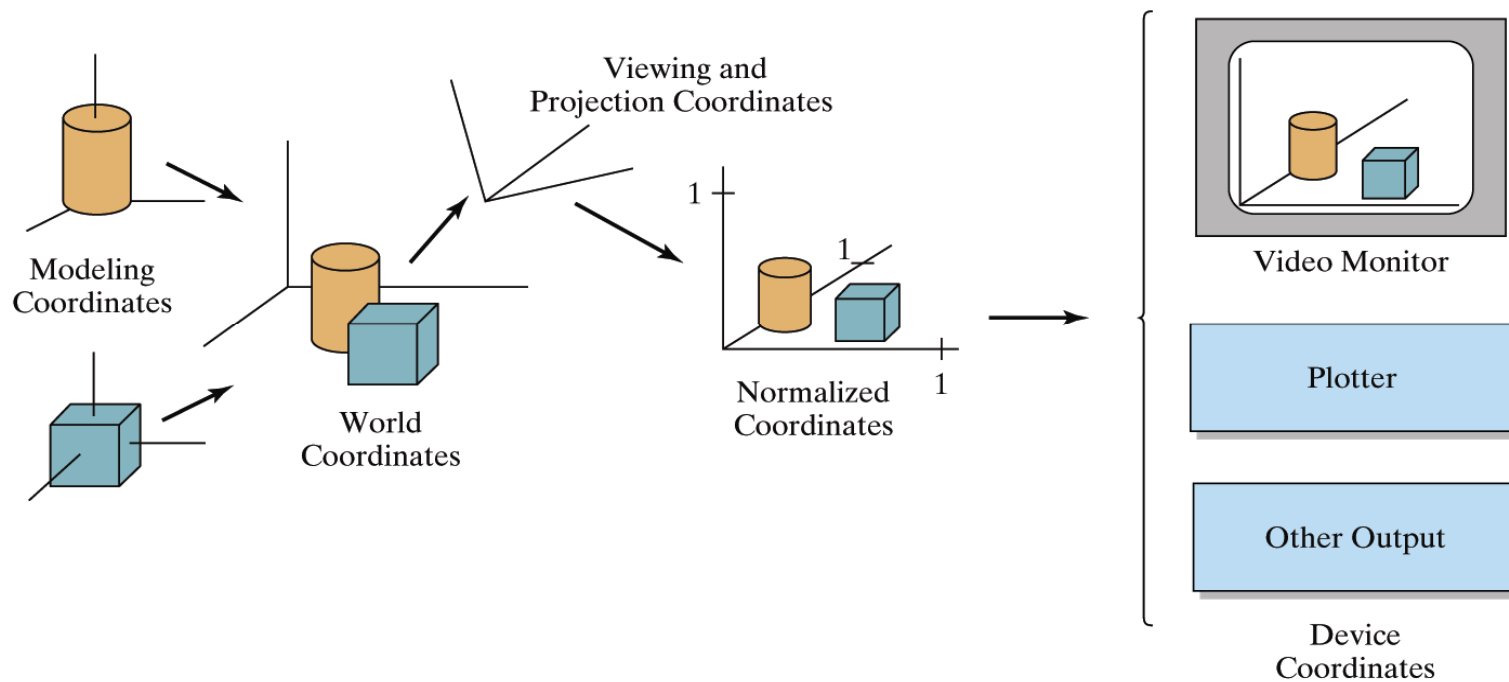 Viewing and
Projection Coordinates
Modeling
Coordinates
World
Coordinates
1
1
1
Normalized
Coordinates
Video Monitor
Plotter
Other Output
Device
Coordinates